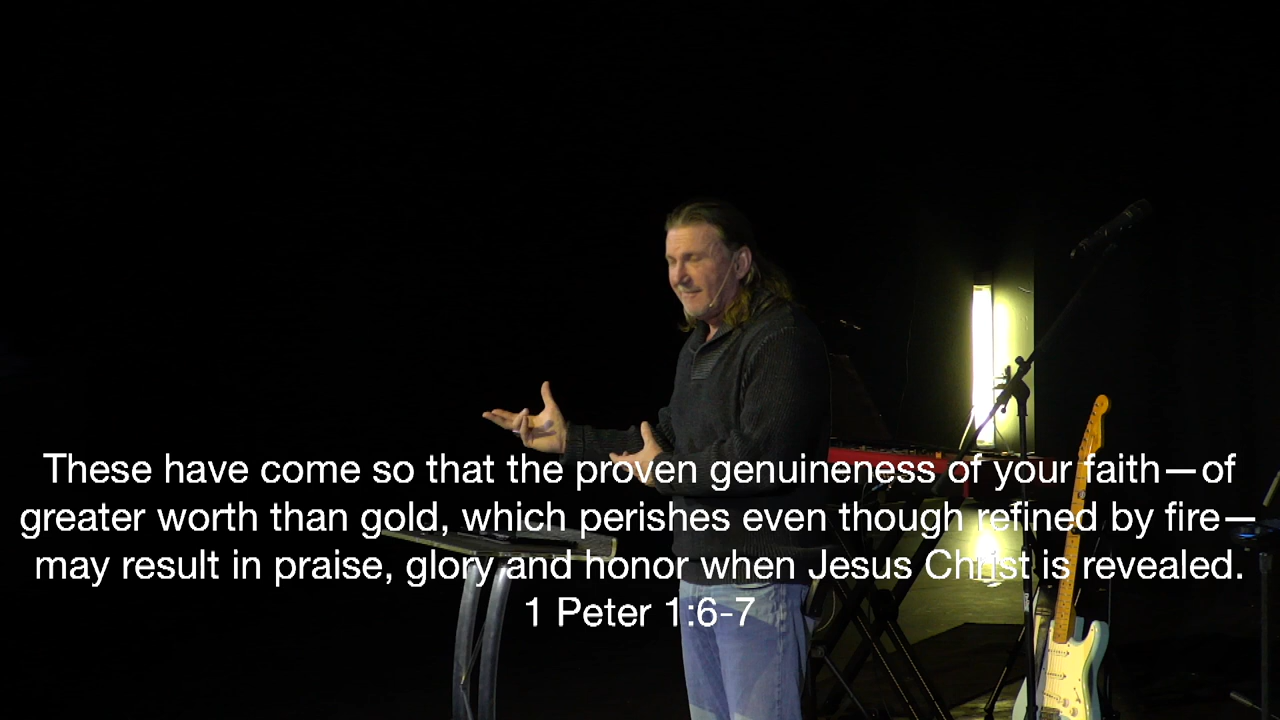 These have come so that the proven genuineness of your faith—of
greater worth than gold, which perishes even though refined by fire—
may result in praise, glory and honor when Jesus Christ is revealed.
1 Peter 1:6-7